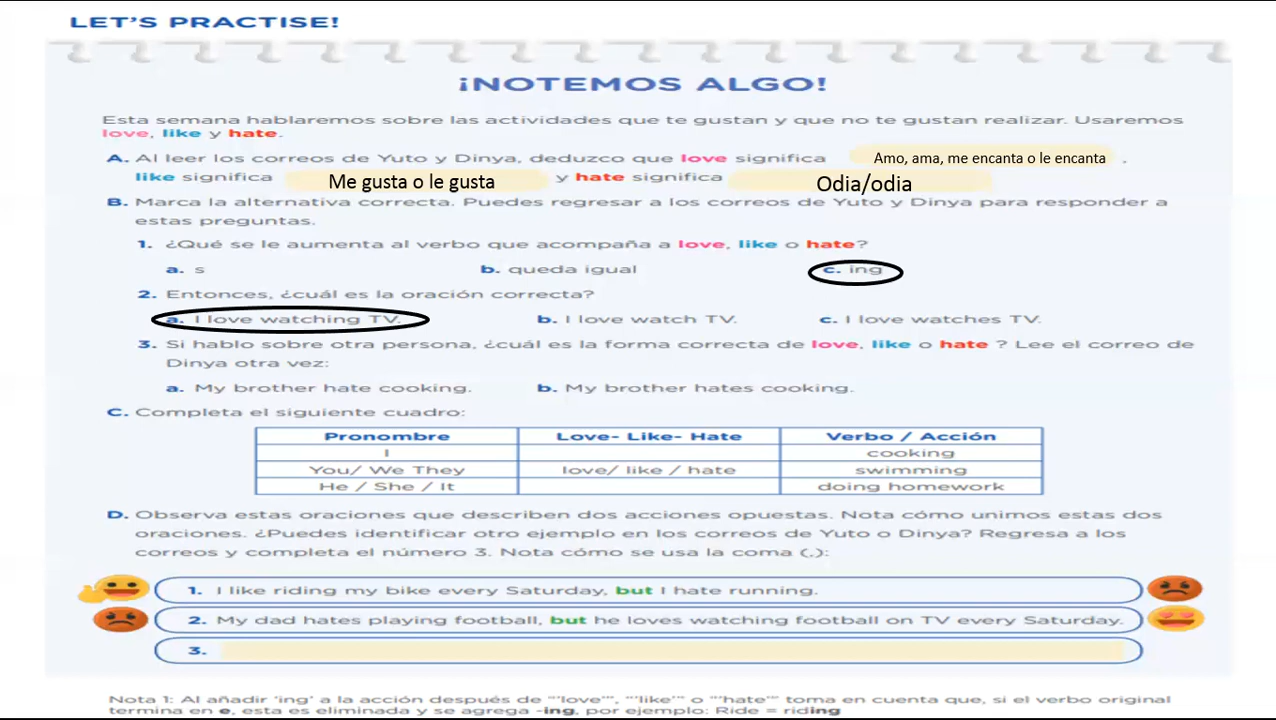 LET'S PRACTISE!
¡NOTEMOS ALGO!
Esta semana hablaremos sobre las actividades que te gustan y que no te gustan realizar. Usaremos
love, like y hate.
A. Al leer los correos de Yuto y Dinya, deduzco que love significa Amo, ama, me encanta o le encanta ,
like significa Me gusta o le gusta y hate significa Odia/odia
B. Marca la alternativa correcta. Puedes regresar a los correos de Yuto y Dinya para responder a
estas preguntas.
1. ¿Qué se le aumenta al verbo que acompaña a love, like o hate?
a. s b. queda igual c. ing
2. Entonces, ¿cuál es la oración correcta?
a. I love watching TV. b. I love watch TV. c. I love watches TV.
3. Si hablo sobre otra persona, ¿cuál es la forma correcta de love, like o hate ? Lee el correo de
Dinya otra vez:
a. My brother hate cooking. b. My brother hates cooking.
C. Completa el siguiente cuadro:
Pronombre Love- Like- Hate Verbo / Acción
I cooking
You/ We They love/ like / hate swimming
He / She / It doing homework
D. Observa estas oraciones que describen dos acciones opuestas. Nota cómo unimos estas dos
oraciones. ¿Puedes identificar otro ejemplo en los correos de Yuto o Dinya? Regresa a los
correos y completa el número 3. Nota cómo se usa la coma (,):
1. I like riding my bike every Saturday, but I hate running.
2. My dad hates playing football, but he loves watching football on TV every Saturday.
3.
Nota 1: Al añadir 'ing' a la acción después de "'love'", "'like'" o "'hate'" toma en cuenta que, si el verbo original
termina en e, esta es eliminada y se agrega -ing, por ejemplo: Ride = riding